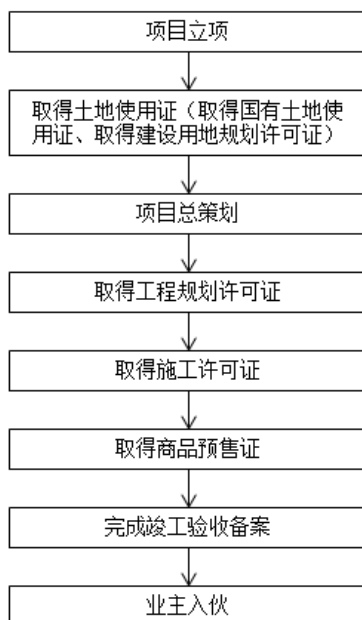 项目立项
取得土地使用证（取得国有土地使
用证、取得建设用地规划许可证）
项目总策划
取得工程规划许可证
取得施工许可证
取得商品预售证
完成竣工验收备案
业主入伙